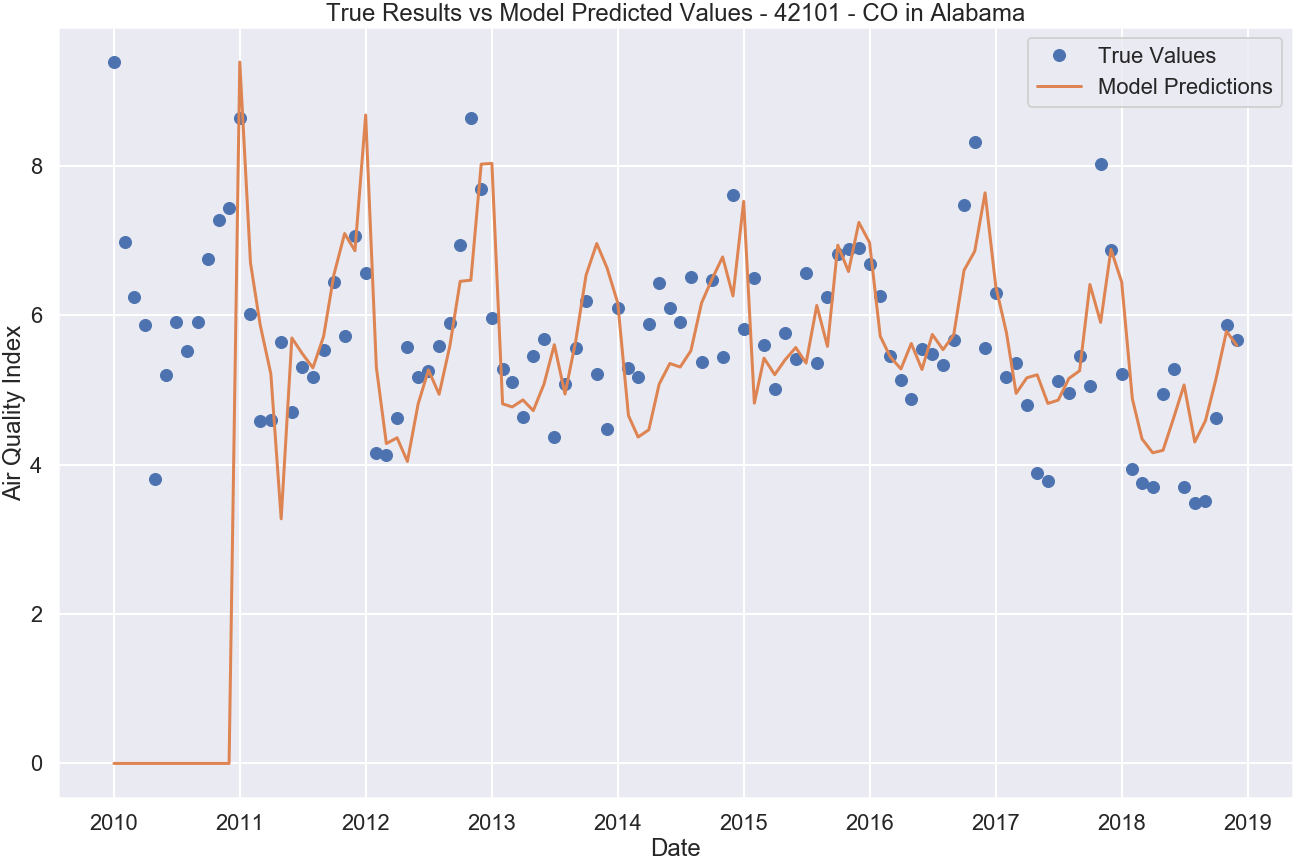 True Results vs Model Predicted Values - 42101 - CO in Alabama
True Values
Model Predictions
Air Quality Index
8
6
4
2
0
2010 2011 2012 2013 2014 2015 2016 2017 2018 2019
Date